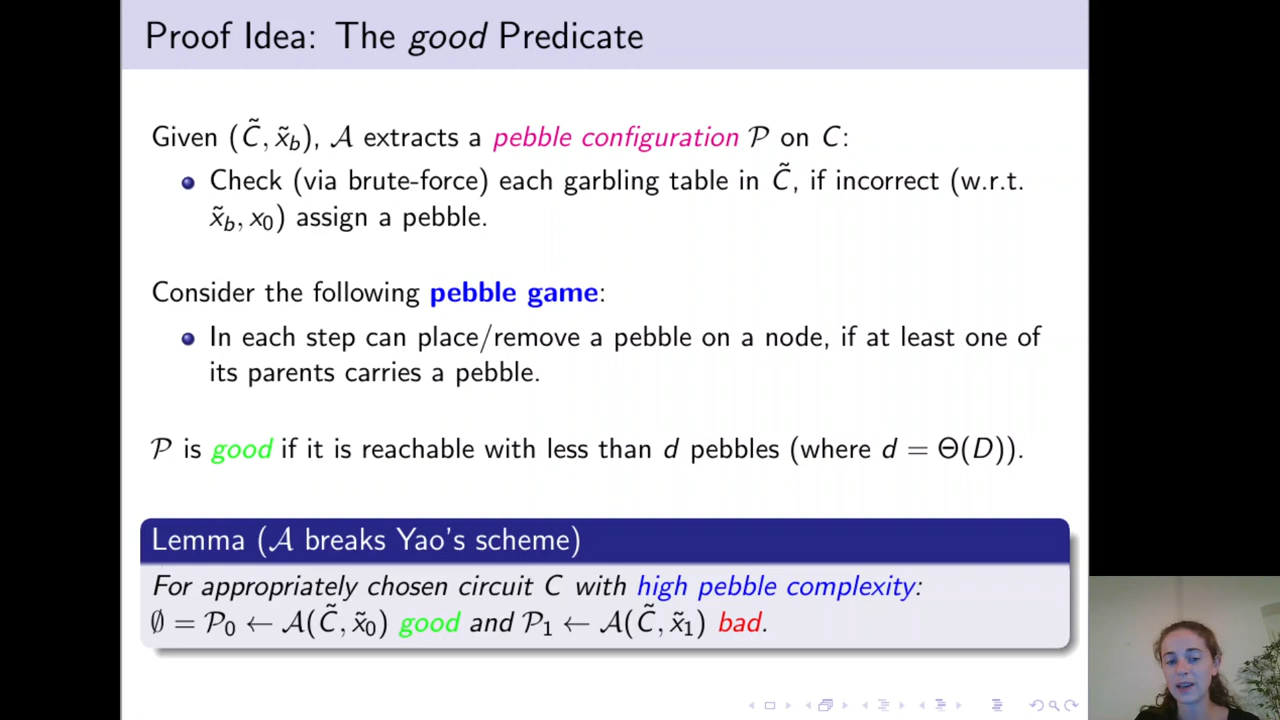 Proof Idea: The good Predicate
Given (C̃, x̃_b), 𝒜 extracts a pebble configuration 𝒫 on C:
Check (via brute-force) each garbling table in C̃, if incorrect (w.r.t.
x̃_b, x_0) assign a pebble.
Consider the following pebble game:
In each step can place/remove a pebble on a node, if at least one of
its parents carries a pebble.
𝒫 is good if it is reachable with less than d pebbles (where d = Θ(D)).
Lemma (𝒜 breaks Yao's scheme)
For appropriately chosen circuit C with high pebble complexity:
∅ = 𝒫_0 ← 𝒜(C̃, x̃_0) good and 𝒫_1 ← 𝒜(C̃, x̃_1) bad.